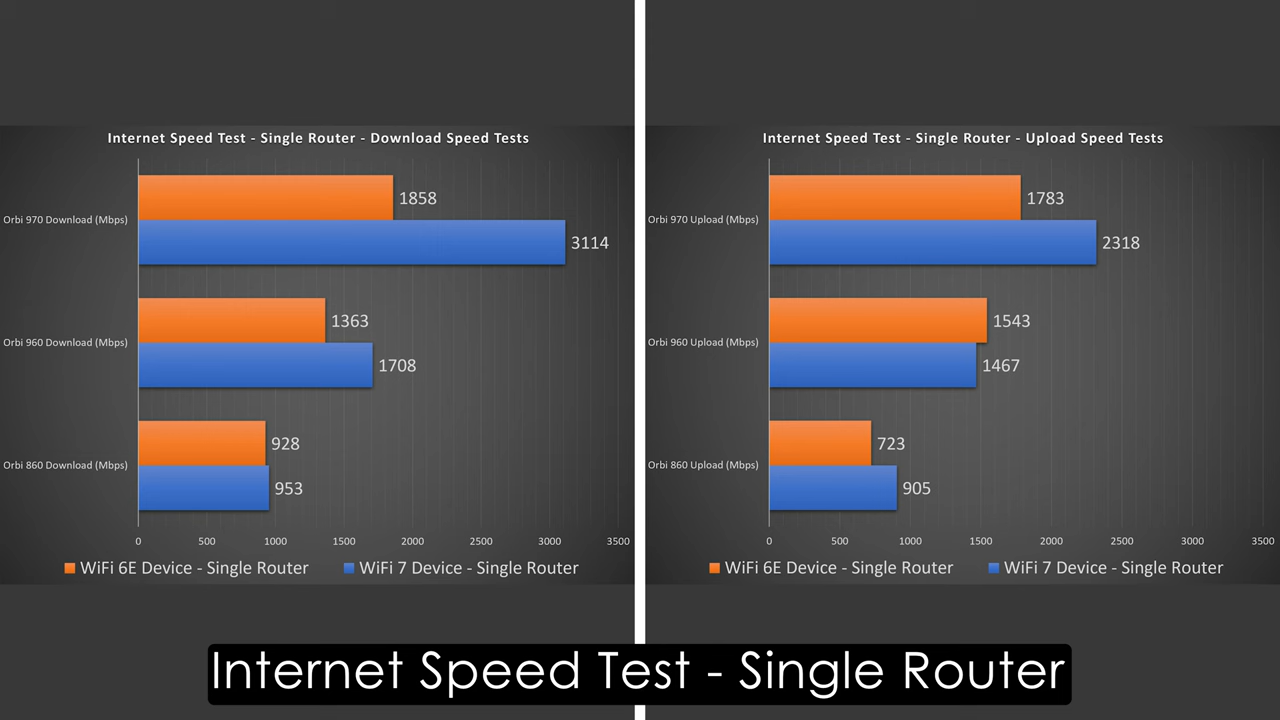 Internet Speed Test - Single Router - Download Speed Tests
Orbi 970 Download (Mbps)
1858
3114
Orbi 960 Download (Mbps)
1363
1708
Orbi 860 Download (Mbps)
928
953
0 500 1000 1500 2000 2500 3000 3500
WiFi 6E Device - Single Router WiFi 7 Device - Single Router
Internet Speed Test - Single Router - Upload Speed Tests
Orbi 970 Upload (Mbps)
1783
2318
Orbi 960 Upload (Mbps)
1543
1467
Orbi 860 Upload (Mbps)
723
905
0 500 1000 1500 2000 2500 3000 3500
WiFi 6E Device - Single Router WiFi 7 Device - Single Router
Internet Speed Test - Single Router